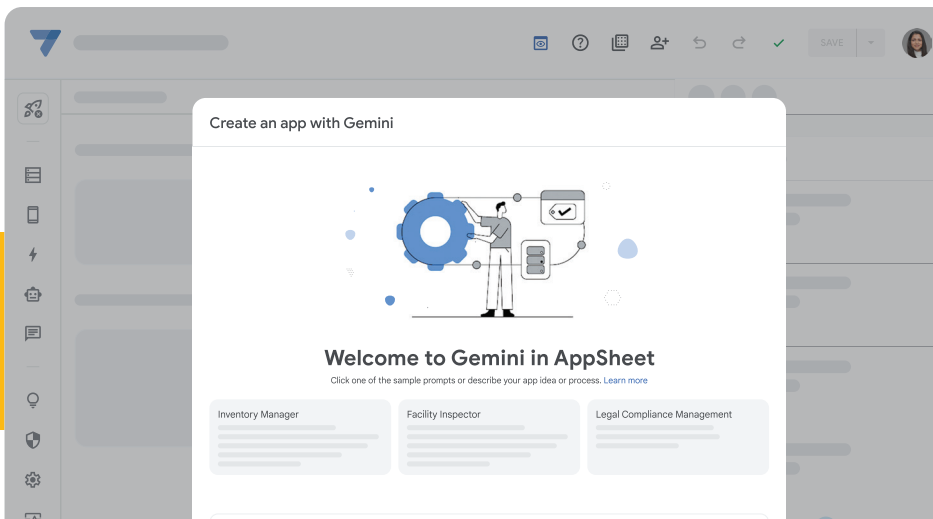 SAVE
Create an app with Gemini
Welcome to Gemini in AppSheet
Click one of the sample prompts or describe your app idea or process. Learn more
Inventory Manager
Facility Inspector
Legal Compliance Management